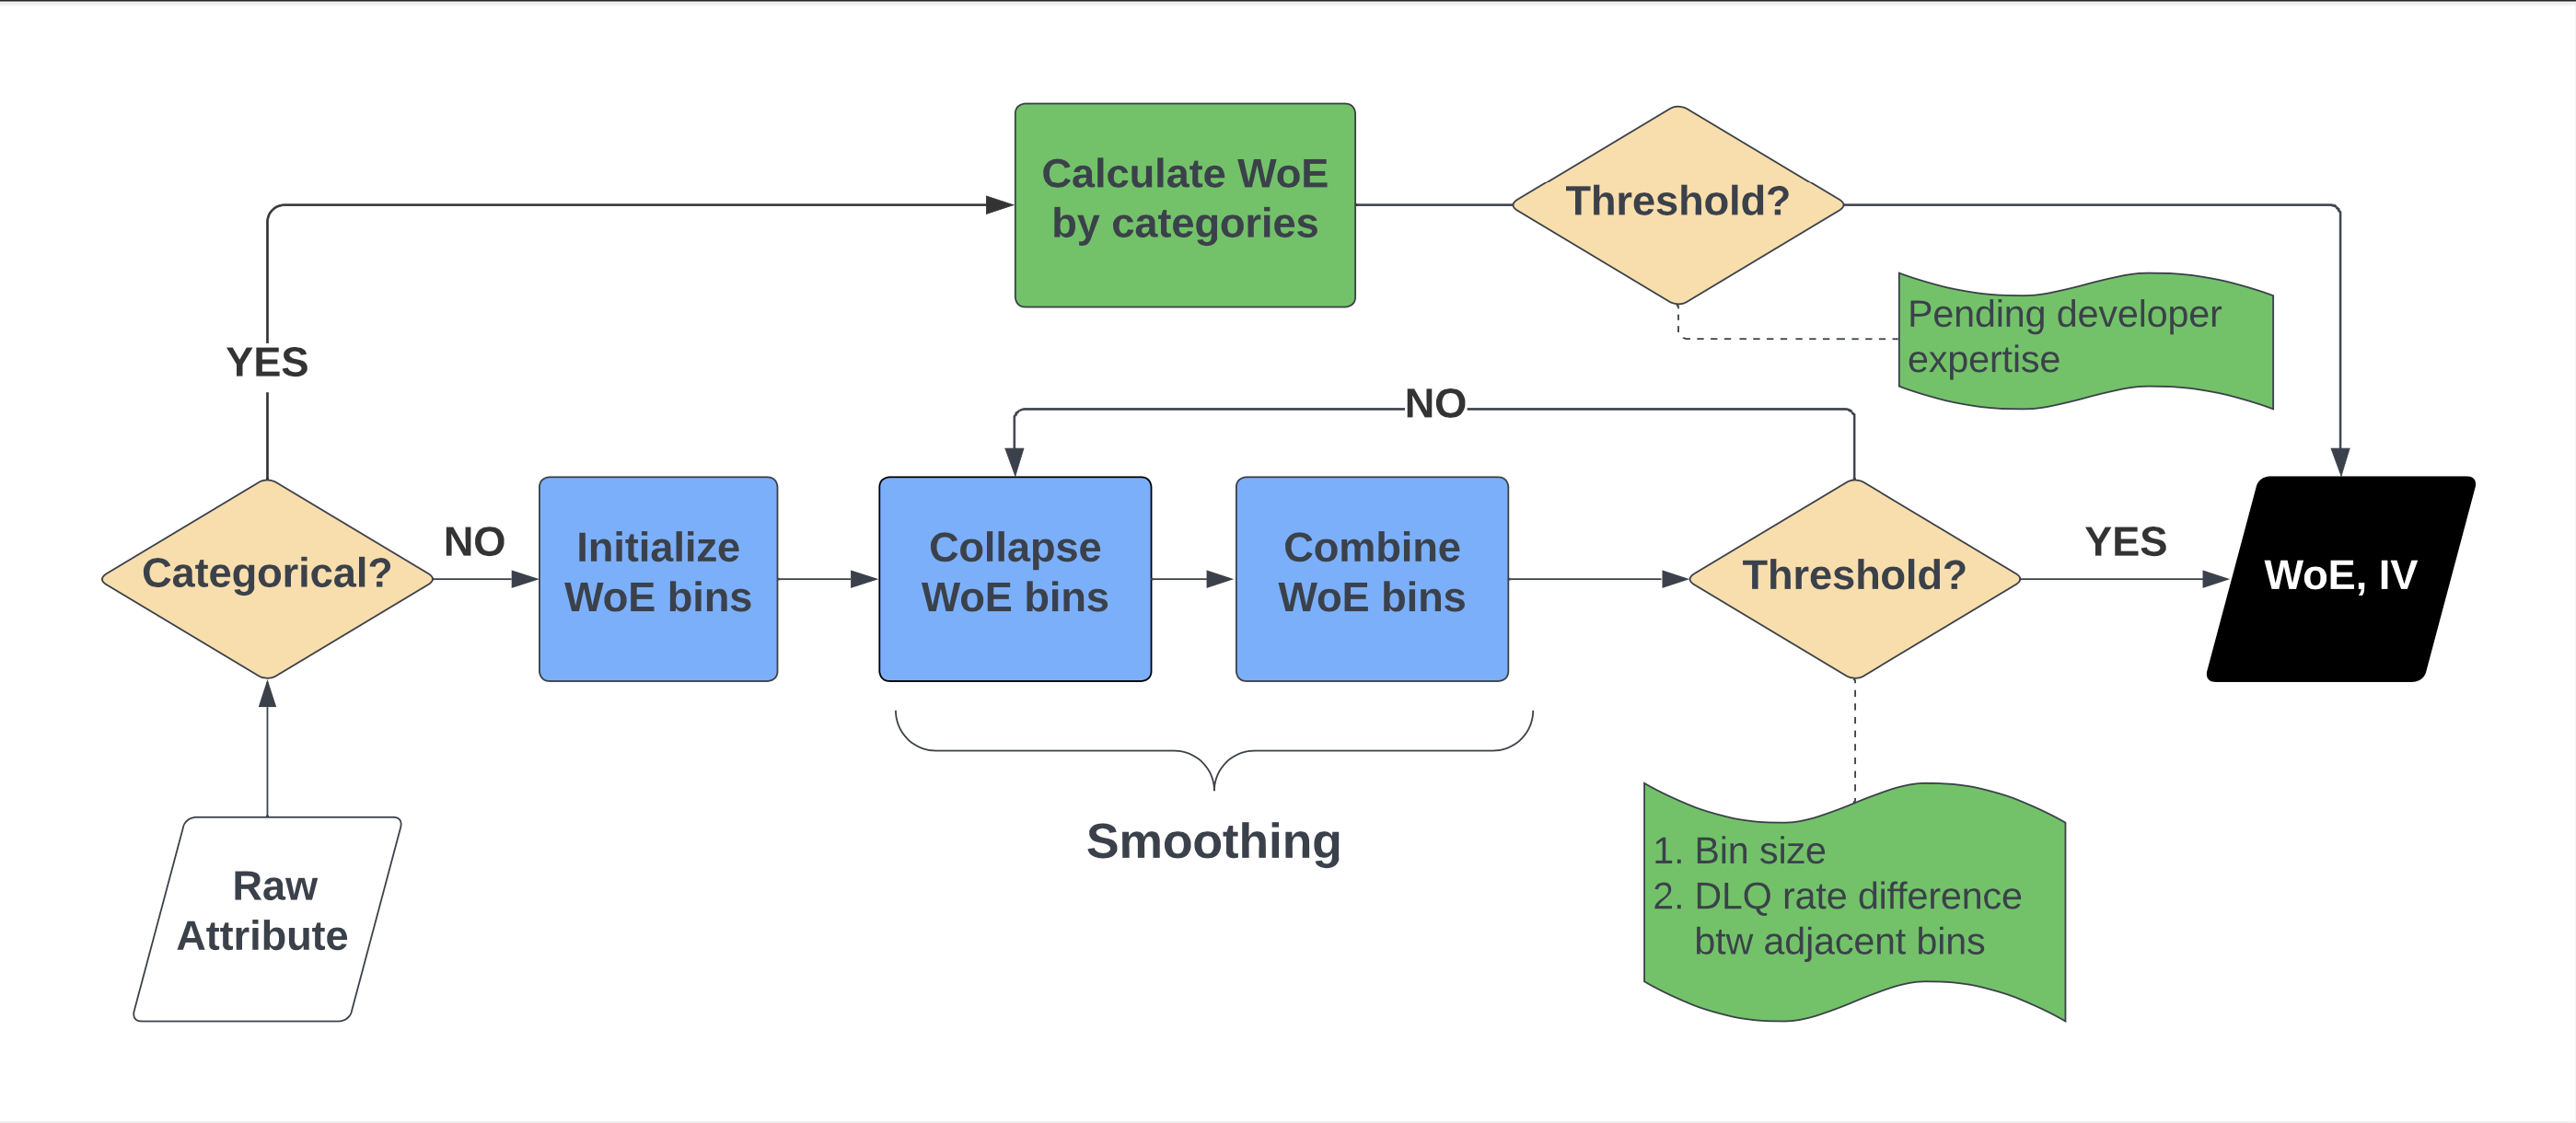 Calculate WoE
by categories
Threshold?
Pending developer
expertise
YES
NO
Categorical?
NO
Initialize
WoE bins
Collapse
WoE bins
Combine
WoE bins
Threshold?
YES
WoE, IV
Smoothing
Raw
Attribute
1. Bin size
2. DLQ rate difference
btw adjacent bins